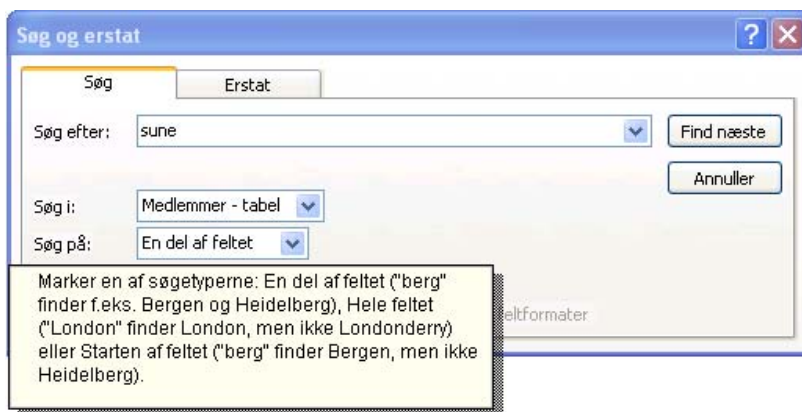 Søg og erstat
Søg Erstat
Søg efter: sune Find næste
Annuller
Søg i: Medlemmer - tabel
Søg på: En del af feltet
Marker en af søgetyperne: En del af feltet ("berg"
finder f.eks. Bergen og Heidelberg), Hele feltet
("London" finder London, men ikke Londonderry)
eller Starten af feltet ("berg" finder Bergen, men ikke
Heidelberg).
feltformater